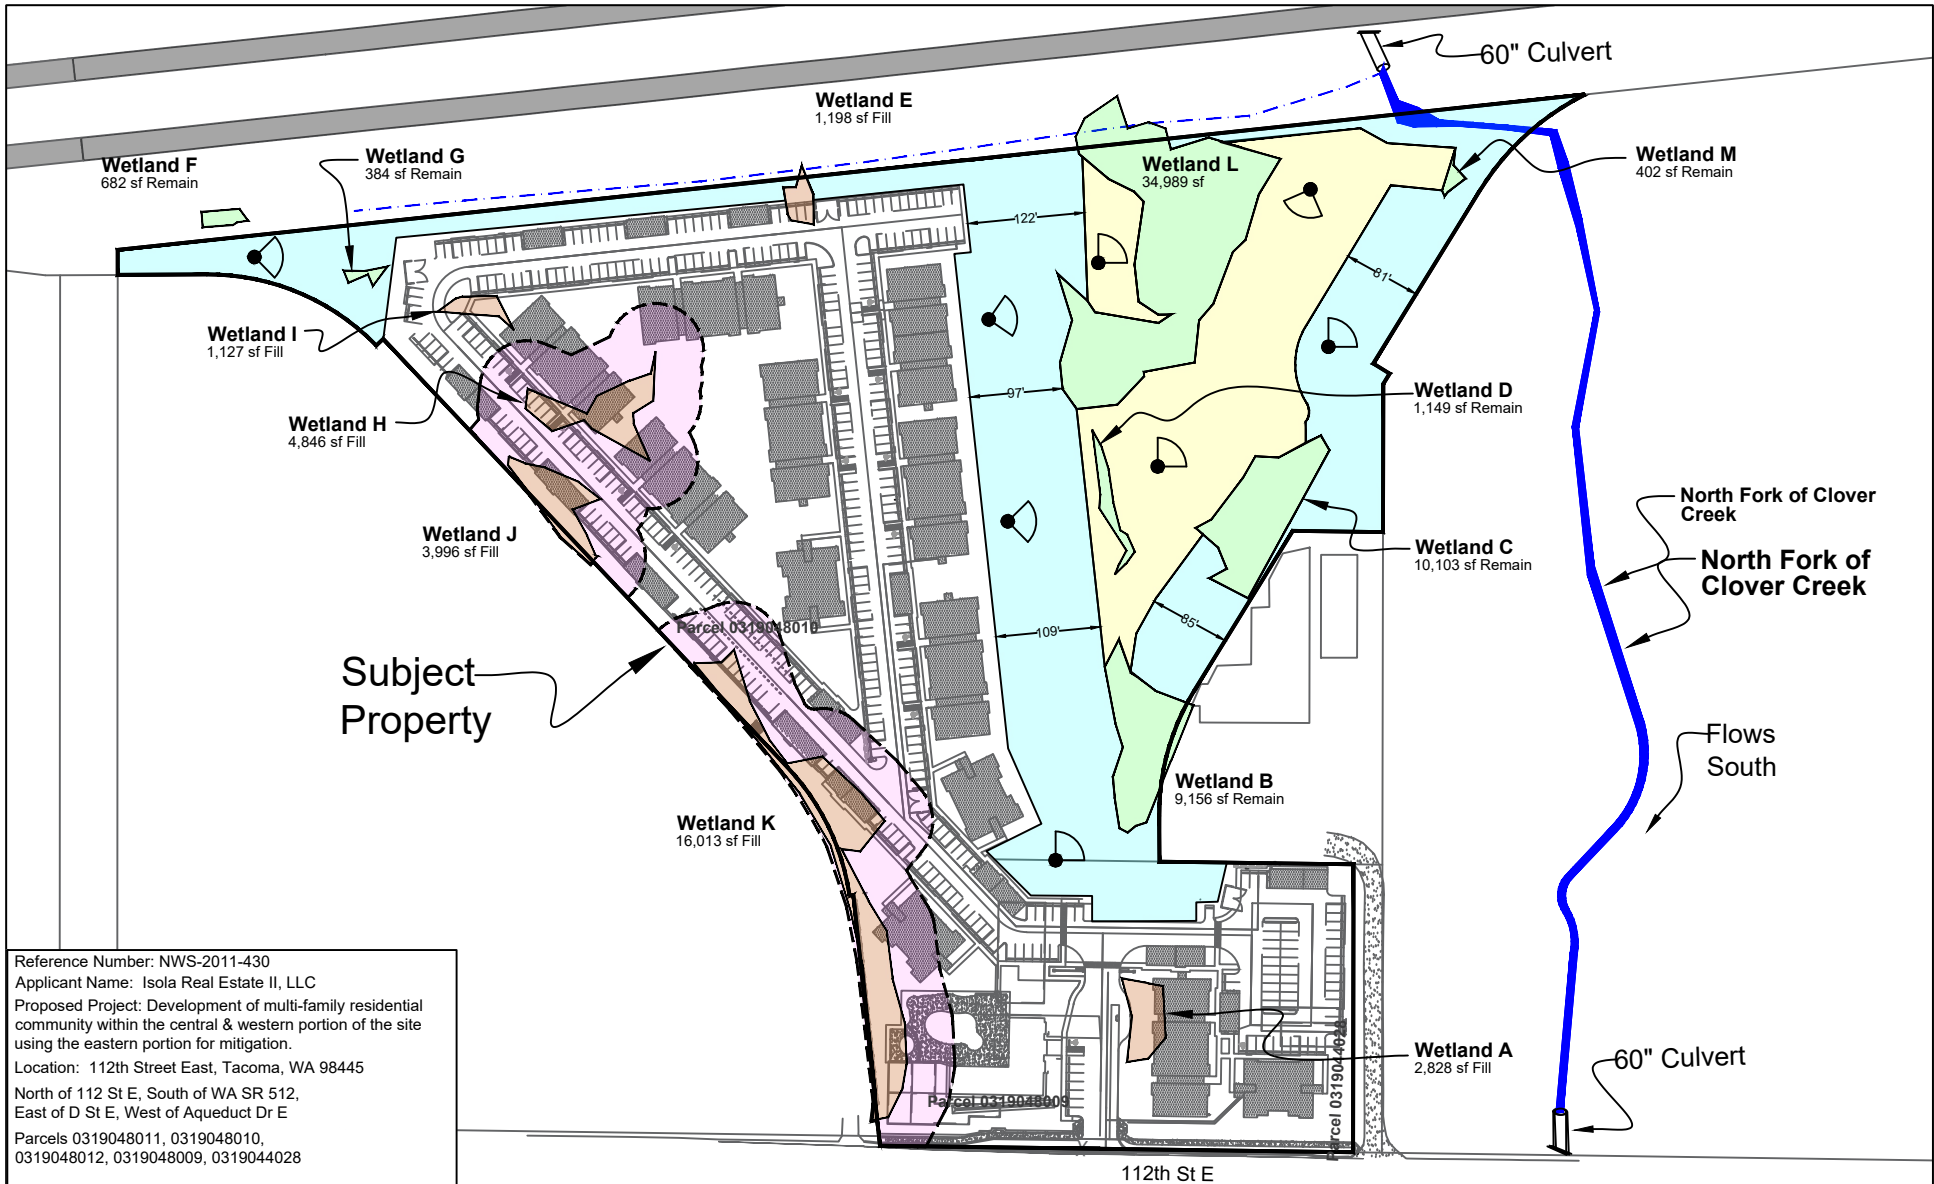 60" Culvert
Wetland E
1,198 sf Fill
Wetland F
682 sf Remain
Wetland G
384 sf Remain
Wetland L
34,989 sf
Wetland M
402 sf Remain
122'
81'
Wetland I
1,127 sf Fill
97'
Wetland D
1,149 sf Remain
Wetland H
4,846 sf Fill
North Fork of Clover
Creek
Wetland J
3,996 sf Fill
Wetland C
10,103 sf Remain
North Fork of
Clover Creek
85'
109'
Parcel 0319048010
Subject
Property
Flows
South
Wetland B
9,156 sf Remain
Wetland K
16,013 sf Fill
Reference Number: NWS-2011-430
Applicant Name: Isola Real Estate II, LLC
Proposed Project: Development of multi-family residential
community within the central & western portion of the site
using the eastern portion for mitigation.
Location: 112th Street East, Tacoma, WA 98445
North of 112 St E, South of WA SR 512,
East of D St E, West of Aqueduct Dr E
Parcels 0319048011, 0319048010,
0319048012, 0319048009, 0319044028
Wetland A
2,828 sf Fill
60" Culvert
Parcel 0319048009
Parcel 0319044028
112th St E